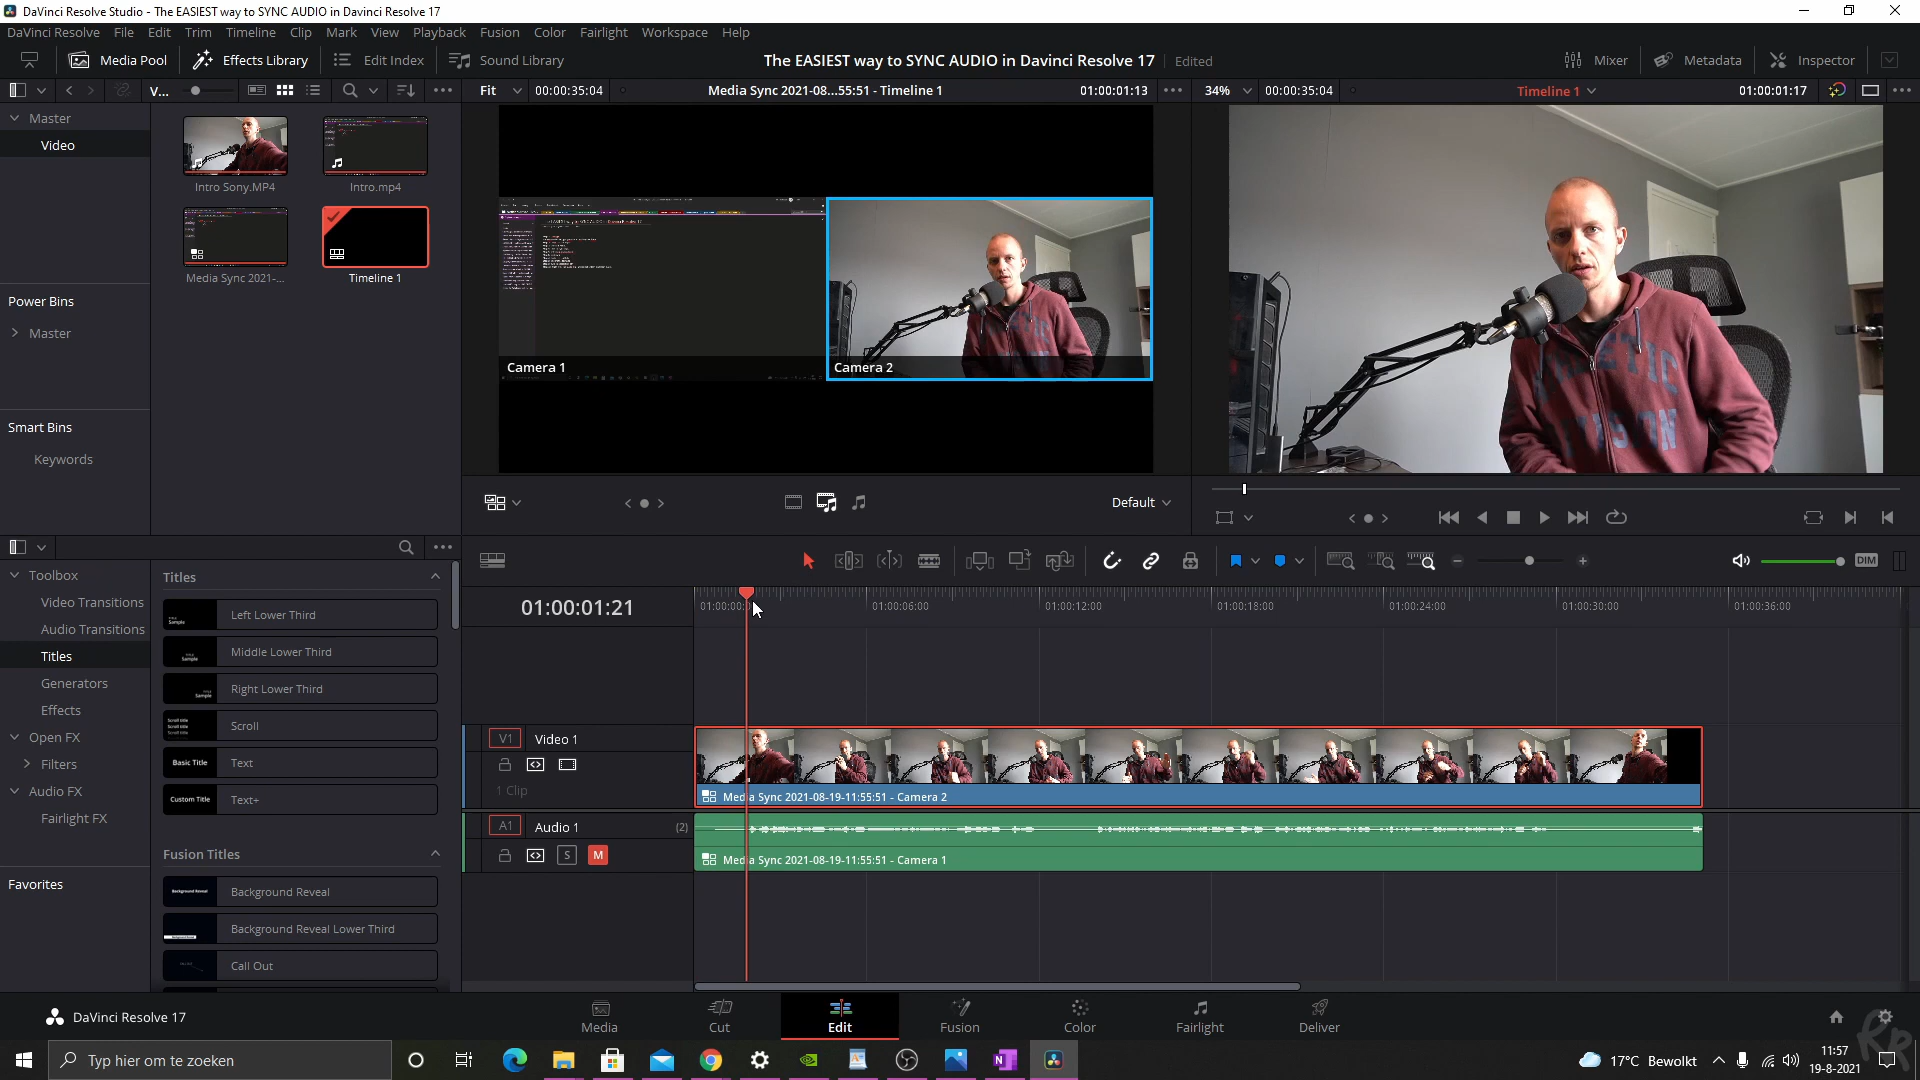 DaVinci Resolve Studio - The EASIEST way to SYNC AUDIO in Davinci Resolve 17
DaVinci Resolve File Edit Trim Timeline Clip Mark View Playback Fusion Color Fairlight Workspace Help
Media Pool Effects Library Edit Index Sound Library The EASIEST way to SYNC AUDIO in Davinci Resolve 17 Edited Mixer Metadata Inspector
V... Fit 00:00:35:04 Media Sync 2021-08...55:51 - Timeline 1 01:00:01:13 34% 00:00:35:04 Timeline 1 01:00:01:17
Master
Video
Intro Sony.MP4 Intro.mp4
Media Sync 2021-... Timeline 1
Power Bins
Master
Smart Bins
Keywords
Camera 1 Camera 2
Default
Toolbox
Video Transitions
Audio Transitions
Titles
Generators
Effects
Open FX
Filters
Audio FX
Fairlight FX
Favorites
Titles
Left Lower Third
Middle Lower Third
Right Lower Third
Scroll
Basic Title Text
Custom Title Text+
Fusion Titles
Background Reveal Background Reveal
Background Reveal Lower Third
Call Out
DIM
01:00:01:21
01:00:06:00 01:00:12:00 01:00:18:00 01:00:24:00 01:00:30:00 01:00:36:00
V1 Video 1
1 Clip
Media Sync 2021-08-19-11:55:51 - Camera 2
A1 Audio 1 (2)
S M
Media Sync 2021-08-19-11:55:51 - Camera 1
DaVinci Resolve 17
Media Cut Edit Fusion Color Fairlight Deliver
Typ hier om te zoeken
17°C Bewolkt
11:57
19-8-2021